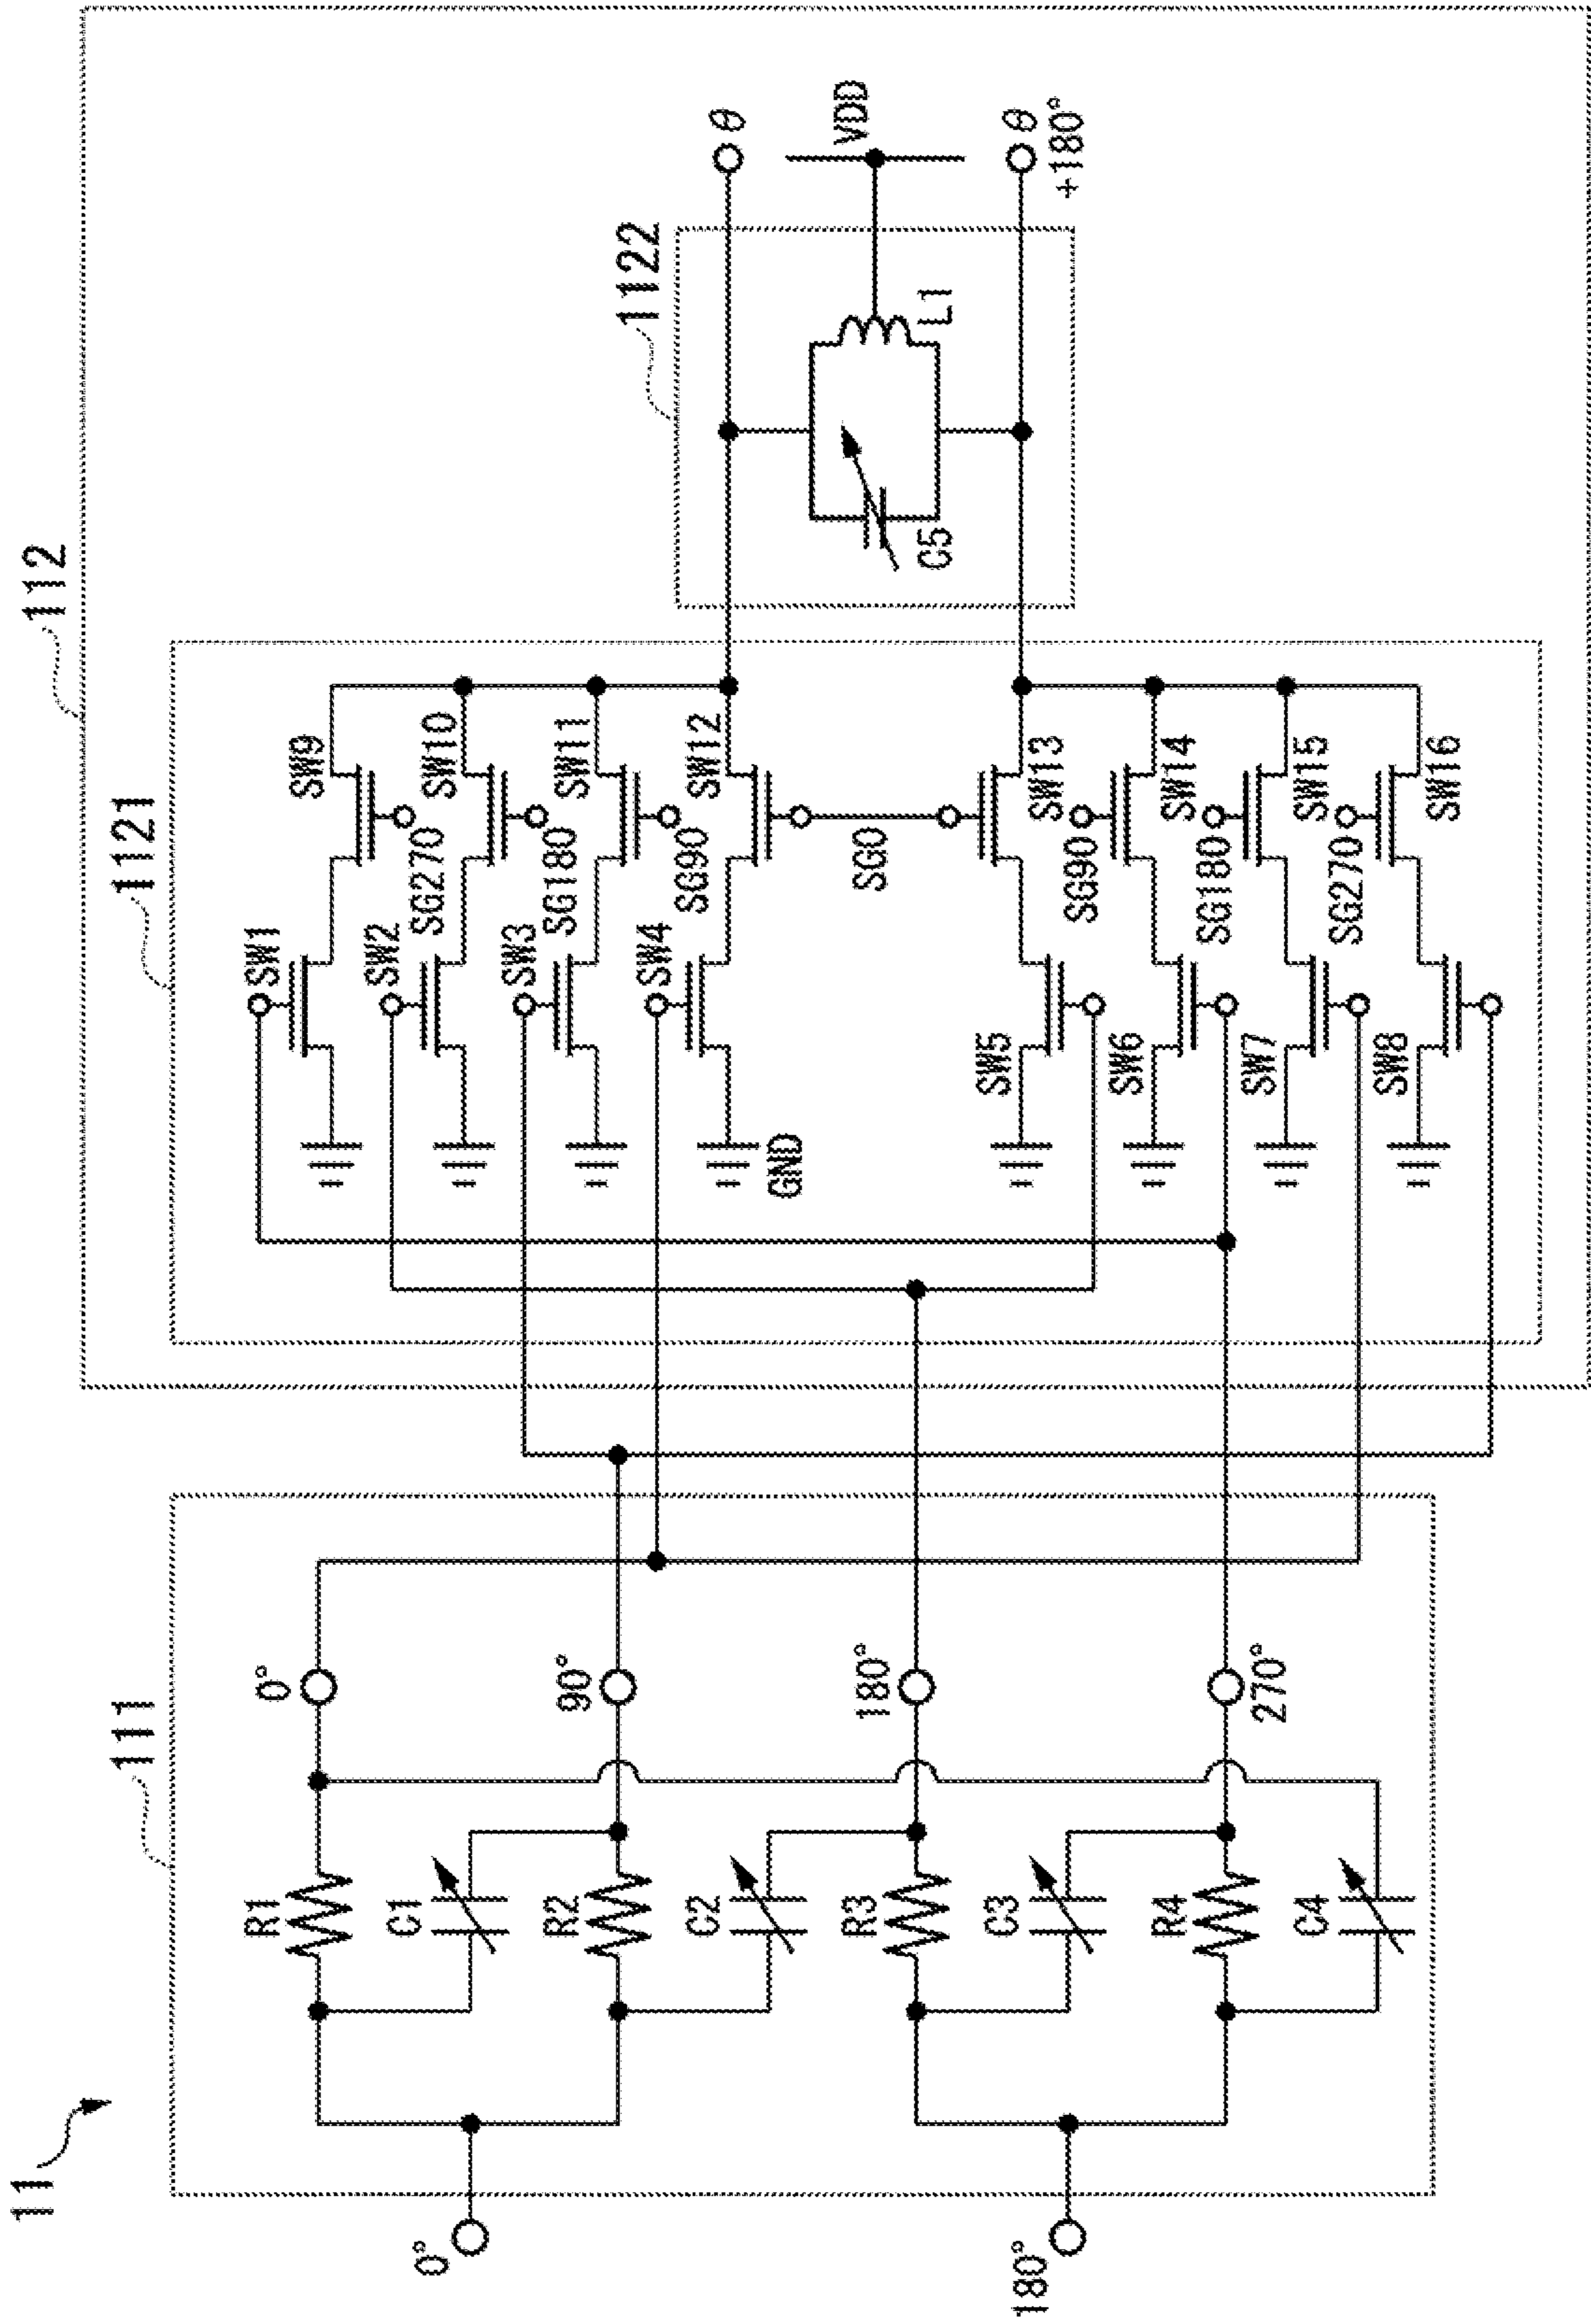 11
111
112
1121
1122
0°
180°
R1
C1
R2
C2
R3
C3
R4
C4
0°
90°
180°
270°
SW1
SW2
SW3
SW4
GND
SW5
SW6
SW7
SW8
SW9
SG270
SW10
SG180
SW11
SG90
SW12
SG0
SW13
SG90
SW14
SG180
SW15
SG270
SW16
C5
L1
θ
VDD
θ
+180°